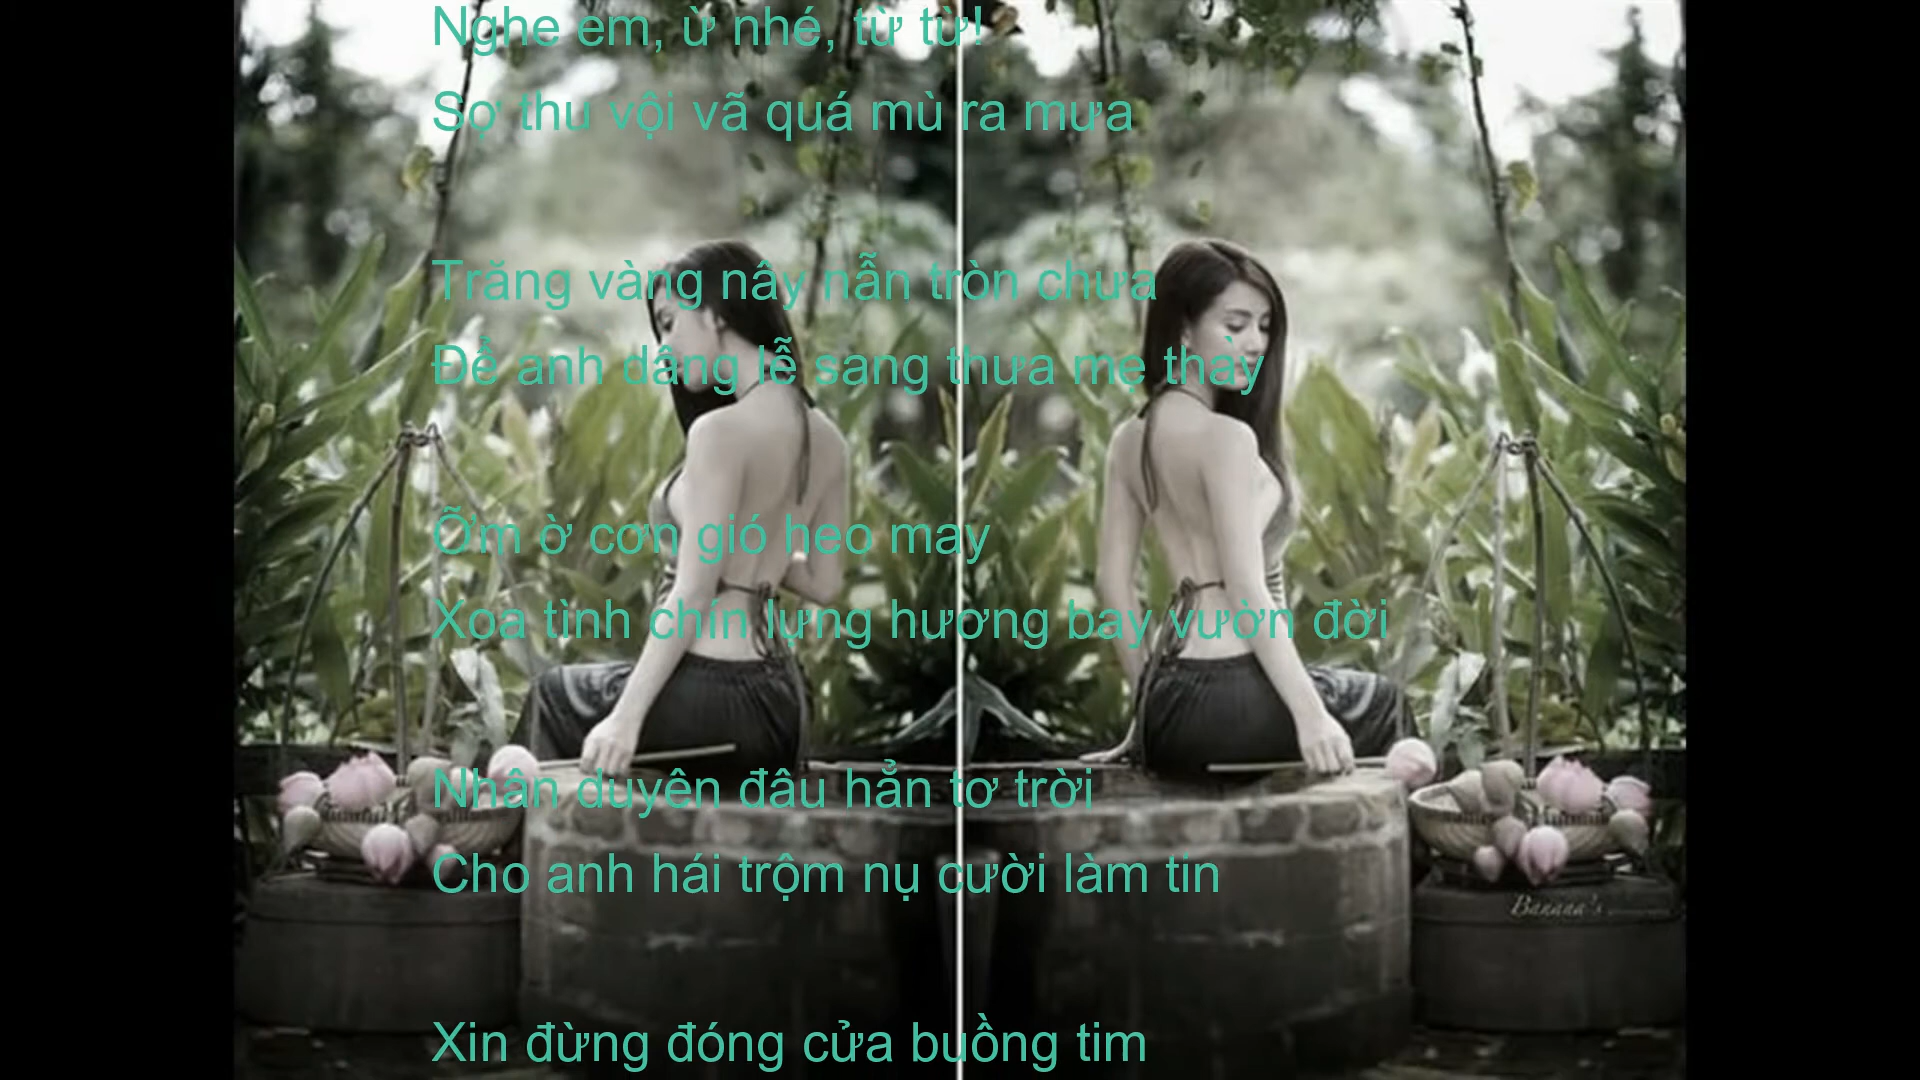 Nghe em, ừ nhé, từ từ!
Sợ thu vội vã quá mù ra mưa
Trăng vàng nây nẫn tròn chưa
Để anh dâng lễ sang thưa mẹ thày
Ỡm ờ cơn gió heo may
Xoa tình chín lựng hương bay vườn đời
Nhân duyên đâu hẳn tơ trời
Cho anh hái trộm nụ cười làm tin
Banana's
Xin đừng đóng cửa buồng tim